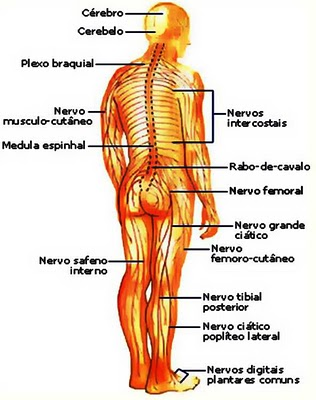 Cérebro
Cerebelo
Plexo braquial
Nervo
musculo-cutâneo
Nervos
intercostais
Medula espinhal
Rabo-de-cavalo
Nervo femoral
Nervo grande
ciático
Nervo
femoro-cutâneo
Nervo safeno
interno
Nervo tibial
posterior
Nervo ciático
poplíteo lateral
Nervos digitais
plantares comuns